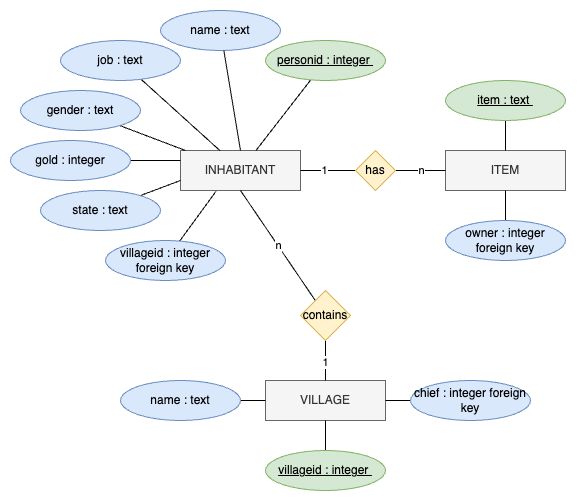 name : text
job : text
personid : integer
gender : text
item : text
gold : integer
INHABITANT
1
has
n
ITEM
state : text
villageid : integer
foreign key
owner : integer
foreign key
n
contains
1
name : text
VILLAGE
chief : integer foreign
key
villageid : integer